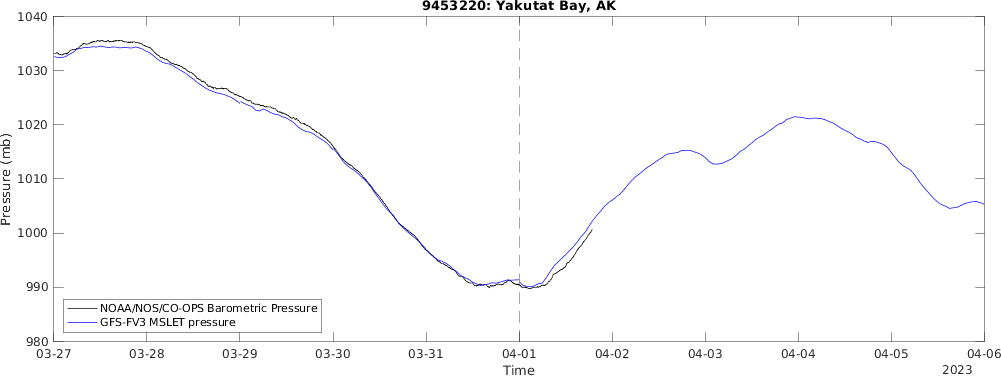 9453220: Yakutat Bay, AK
Pressure (mb)
1040
1030
1020
1010
1000
990
980
NOAA/NOS/CO-OPS Barometric Pressure
GFS-FV3 MSLET pressure
03-27 03-28 03-29 03-30 03-31 04-01 04-02 04-03 04-04 04-05 04-06
Time
2023